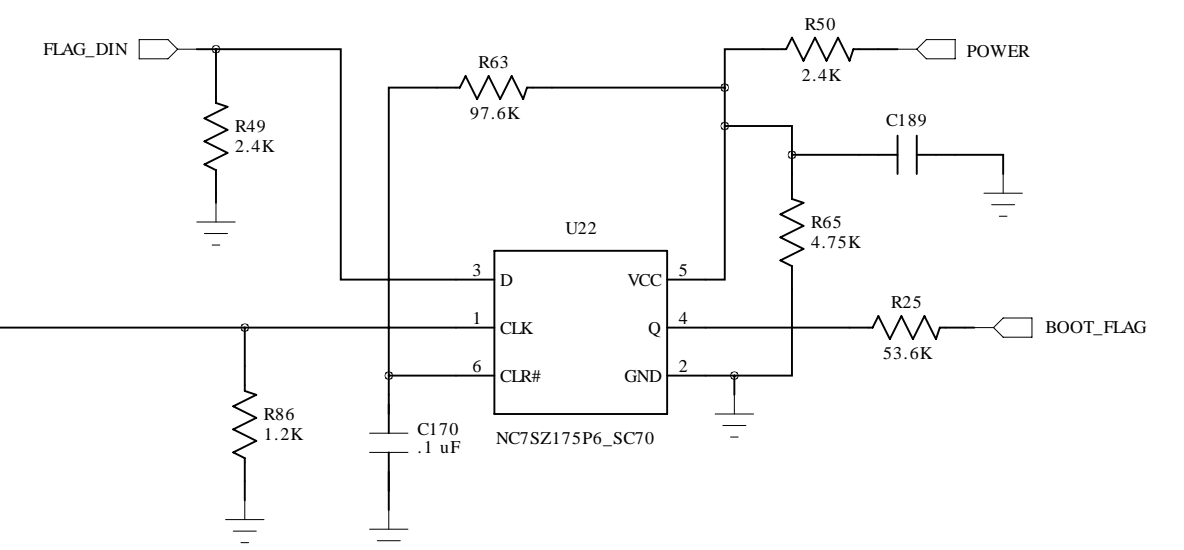 R50
FLAG_DIN
POWER
R63
2.4K
97.6K
C189
R49
2.4K
U22
R65
4.75K
3
D
VCC
5
R25
1
CLK
Q
4
BOOT_FLAG
53.6K
6
CLR#
GND
2
R86
1.2K
C170
.1 uF
NC7SZ175P6_SC70